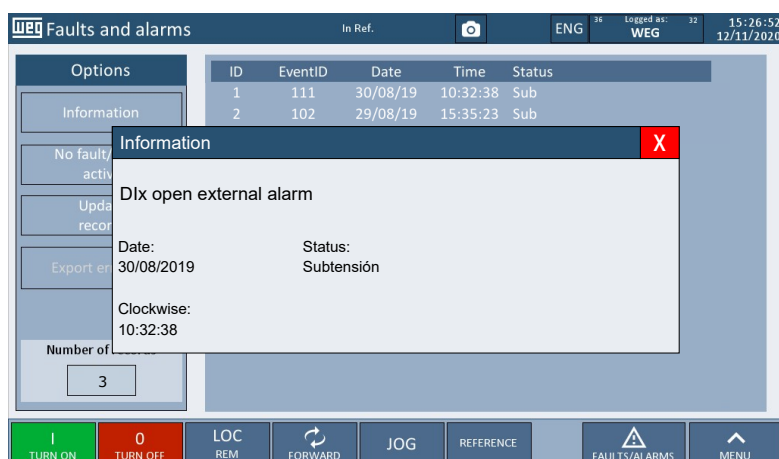 WEG Faults and alarms In Ref. ENG 36 Logged as: 32 15:26:52
WEG 12/11/2020
Options ID EventID Date Time Status
1 111 30/08/19 10:32:38 Sub
Information 2 102 29/08/19 15:35:23 Sub
Information X
No fault/
activ
DIx open external alarm
Upda
recor
Date: Status:
Export er 30/08/2019 Subtensión
Clockwise:
10:32:38
Number of
3
I 0 LOC JOG REFERENCE
TURN ON TURN OFF REM FORWARD FAULTS/ALARMS MENU